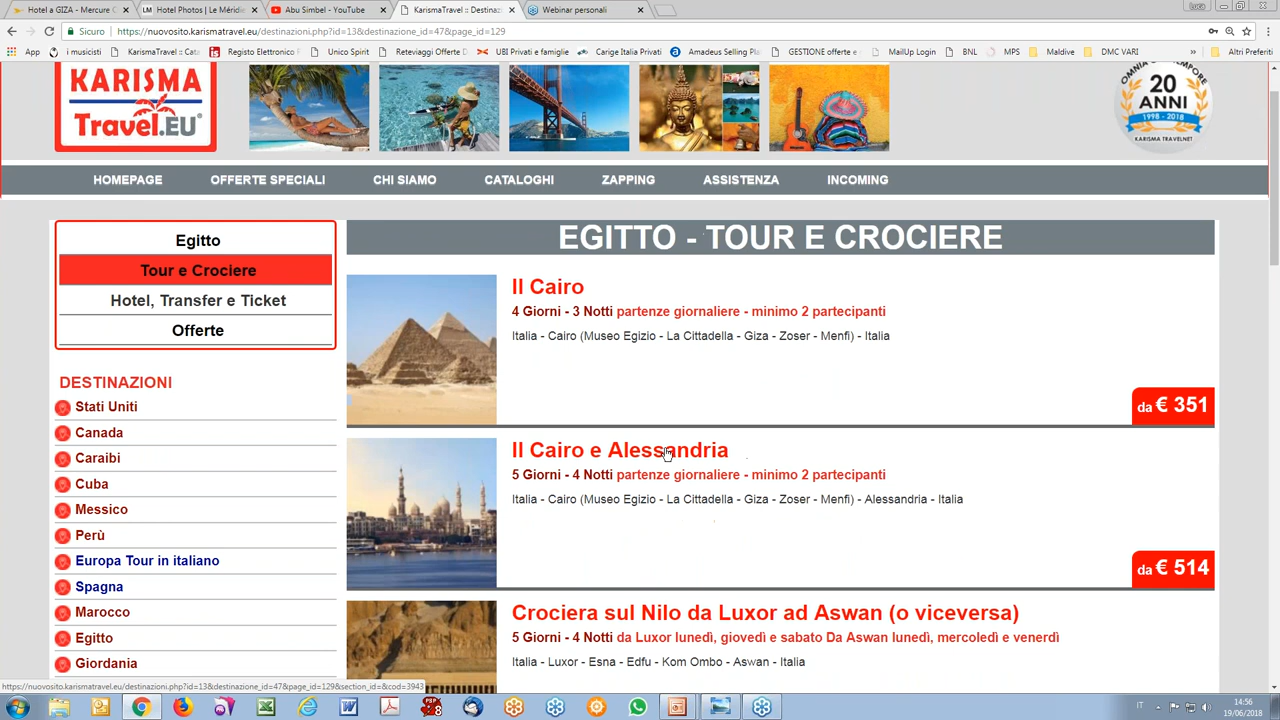 Hotel a GIZA - Mercure C
Hotel Photos | Le Méridie
Abu Simbel - YouTube
KarismaTravel :: Destinaz
Webinar personali
Sicuro
https://nuovosito.karismatravel.eu/destinazioni.php?id=13&destinazione_id=47&page_id=129
App
i musicisti
KarismaTravel :: Cata
Registo Elettronico F
Unico Spirit
Reteviaggi Offerte D
UBI Privati e famiglie
Carige Italia Privati
Amadeus Selling Pla
GESTIONE offerte e
MailUp Login
BNL
MPS
Maldive
DMC VARI
»
Altri Preferiti
KARISMA
Travel.EU®
20
ANNI
1998 - 2018
KARISMA TRAVELNET
HOMEPAGE
OFFERTE SPECIALI
CHI SIAMO
CATALOGHI
ZAPPING
ASSISTENZA
INCOMING
Egitto
Tour e Crociere
Hotel, Transfer e Ticket
Offerte
DESTINAZIONI
Stati Uniti
Canada
Caraibi
Cuba
Messico
Perù
Europa Tour in italiano
Spagna
Marocco
Egitto
Giordania
EGITTO - TOUR E CROCIERE
Il Cairo
4 Giorni - 3 Notti partenze giornaliere - minimo 2 partecipanti
Italia - Cairo (Museo Egizio - La Cittadella - Giza - Zoser - Menfi) - Italia
da € 351
Il Cairo e Alessandria
5 Giorni - 4 Notti partenze giornaliere - minimo 2 partecipanti
Italia - Cairo (Museo Egizio - La Cittadella - Giza - Zoser - Menfi) - Alessandria - Italia
da € 514
Crociera sul Nilo da Luxor ad Aswan (o viceversa)
5 Giorni - 4 Notti da Luxor lunedì, giovedì e sabato Da Aswan lunedì, mercoledì e venerdì
Italia - Luxor - Esna - Edfu - Kom Ombo - Aswan - Italia
https://nuovosito.karismatravel.eu/destinazioni.php?id=13&destinazione_id=47&page_id=129&section_id=&cod=3943
IT
14:56
19/06/2018